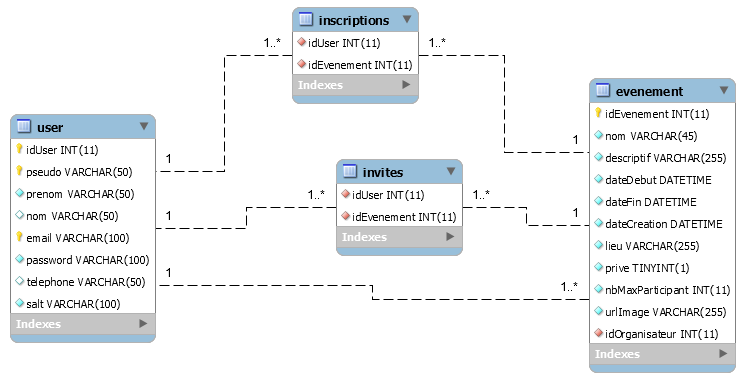 inscriptions
idUser INT(11)
idEvenement INT(11)
Indexes
1..*
1..*
user
idUser INT(11)
pseudo VARCHAR(50)
prenom VARCHAR(50)
nom VARCHAR(50)
email VARCHAR(100)
password VARCHAR(100)
telephone VARCHAR(50)
salt VARCHAR(100)
Indexes
1
1
1
invites
idUser INT(11)
idEvenement INT(11)
Indexes
1..*
1..*
evenement
idEvenement INT(11)
nom VARCHAR(45)
descriptif VARCHAR(255)
dateDebut DATETIME
dateFin DATETIME
dateCreation DATETIME
lieu VARCHAR(255)
prive TINYINT(1)
nbMaxParticipant INT(11)
urlImage VARCHAR(255)
idOrganisateur INT(11)
Indexes
1
1
1..*